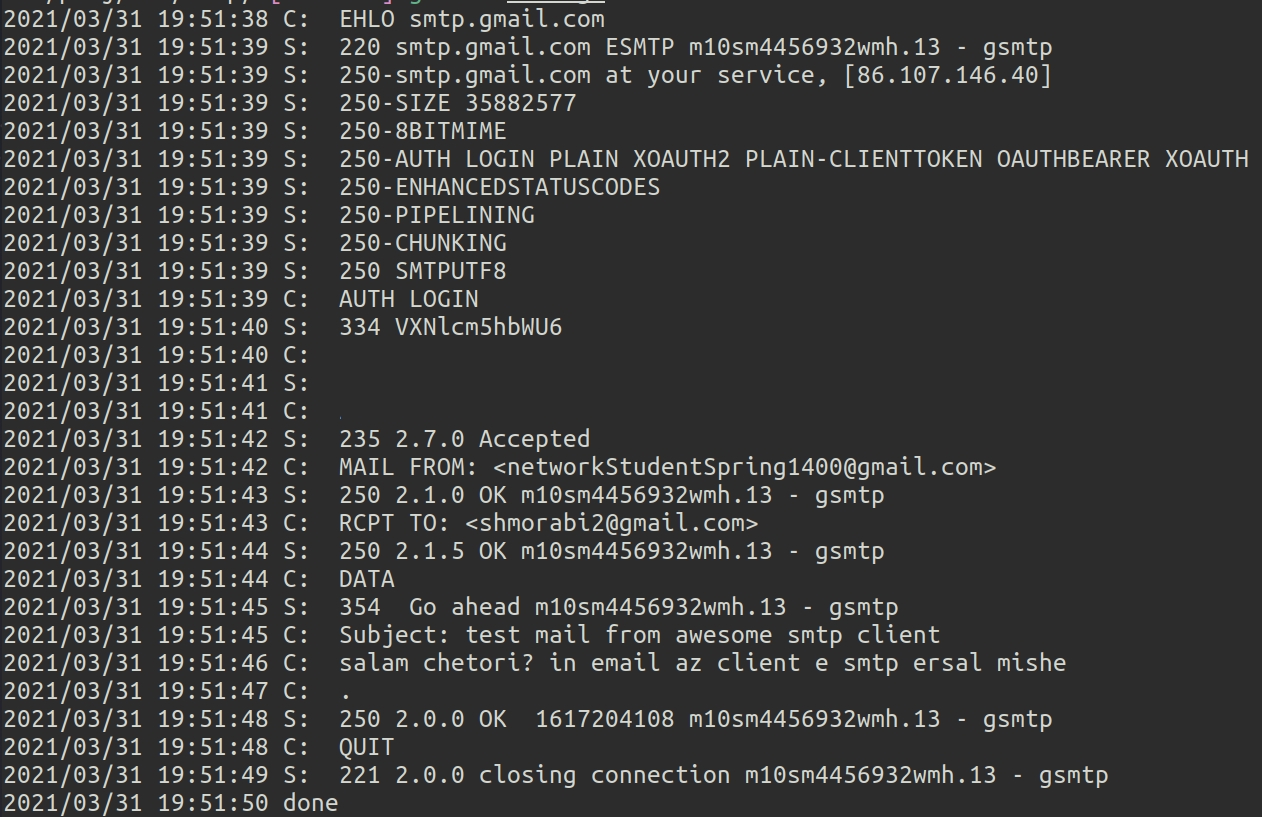 2021/03/31 19:51:38 C:  EHLO smtp.gmail.com
2021/03/31 19:51:39 S:  220 smtp.gmail.com ESMTP m10sm4456932wmh.13 - gsmtp
2021/03/31 19:51:39 S:  250-smtp.gmail.com at your service, [86.107.146.40]
2021/03/31 19:51:39 S:  250-SIZE 35882577
2021/03/31 19:51:39 S:  250-8BITMIME
2021/03/31 19:51:39 S:  250-AUTH LOGIN PLAIN XOAUTH2 PLAIN-CLIENTTOKEN OAUTHBEARER XOAUTH
2021/03/31 19:51:39 S:  250-ENHANCEDSTATUSCODES
2021/03/31 19:51:39 S:  250-PIPELINING
2021/03/31 19:51:39 S:  250-CHUNKING
2021/03/31 19:51:39 S:  250 SMTPUTF8
2021/03/31 19:51:39 C:  AUTH LOGIN
2021/03/31 19:51:40 S:  334 VXNlcm5hbWU6
2021/03/31 19:51:40 C:
2021/03/31 19:51:41 S:
2021/03/31 19:51:41 C:
2021/03/31 19:51:42 S:  235 2.7.0 Accepted
2021/03/31 19:51:42 C:  MAIL FROM: <networkStudentSpring1400@gmail.com>
2021/03/31 19:51:43 S:  250 2.1.0 OK m10sm4456932wmh.13 - gsmtp
2021/03/31 19:51:43 C:  RCPT TO: <shmorabi2@gmail.com>
2021/03/31 19:51:44 S:  250 2.1.5 OK m10sm4456932wmh.13 - gsmtp
2021/03/31 19:51:44 C:  DATA
2021/03/31 19:51:45 S:  354  Go ahead m10sm4456932wmh.13 - gsmtp
2021/03/31 19:51:45 C:  Subject: test mail from awesome smtp client
2021/03/31 19:51:46 C:  salam chetori? in email az client e smtp ersal mishe
2021/03/31 19:51:47 C:  .
2021/03/31 19:51:48 S:  250 2.0.0 OK  1617204108 m10sm4456932wmh.13 - gsmtp
2021/03/31 19:51:48 C:  QUIT
2021/03/31 19:51:49 S:  221 2.0.0 closing connection m10sm4456932wmh.13 - gsmtp
2021/03/31 19:51:50 done